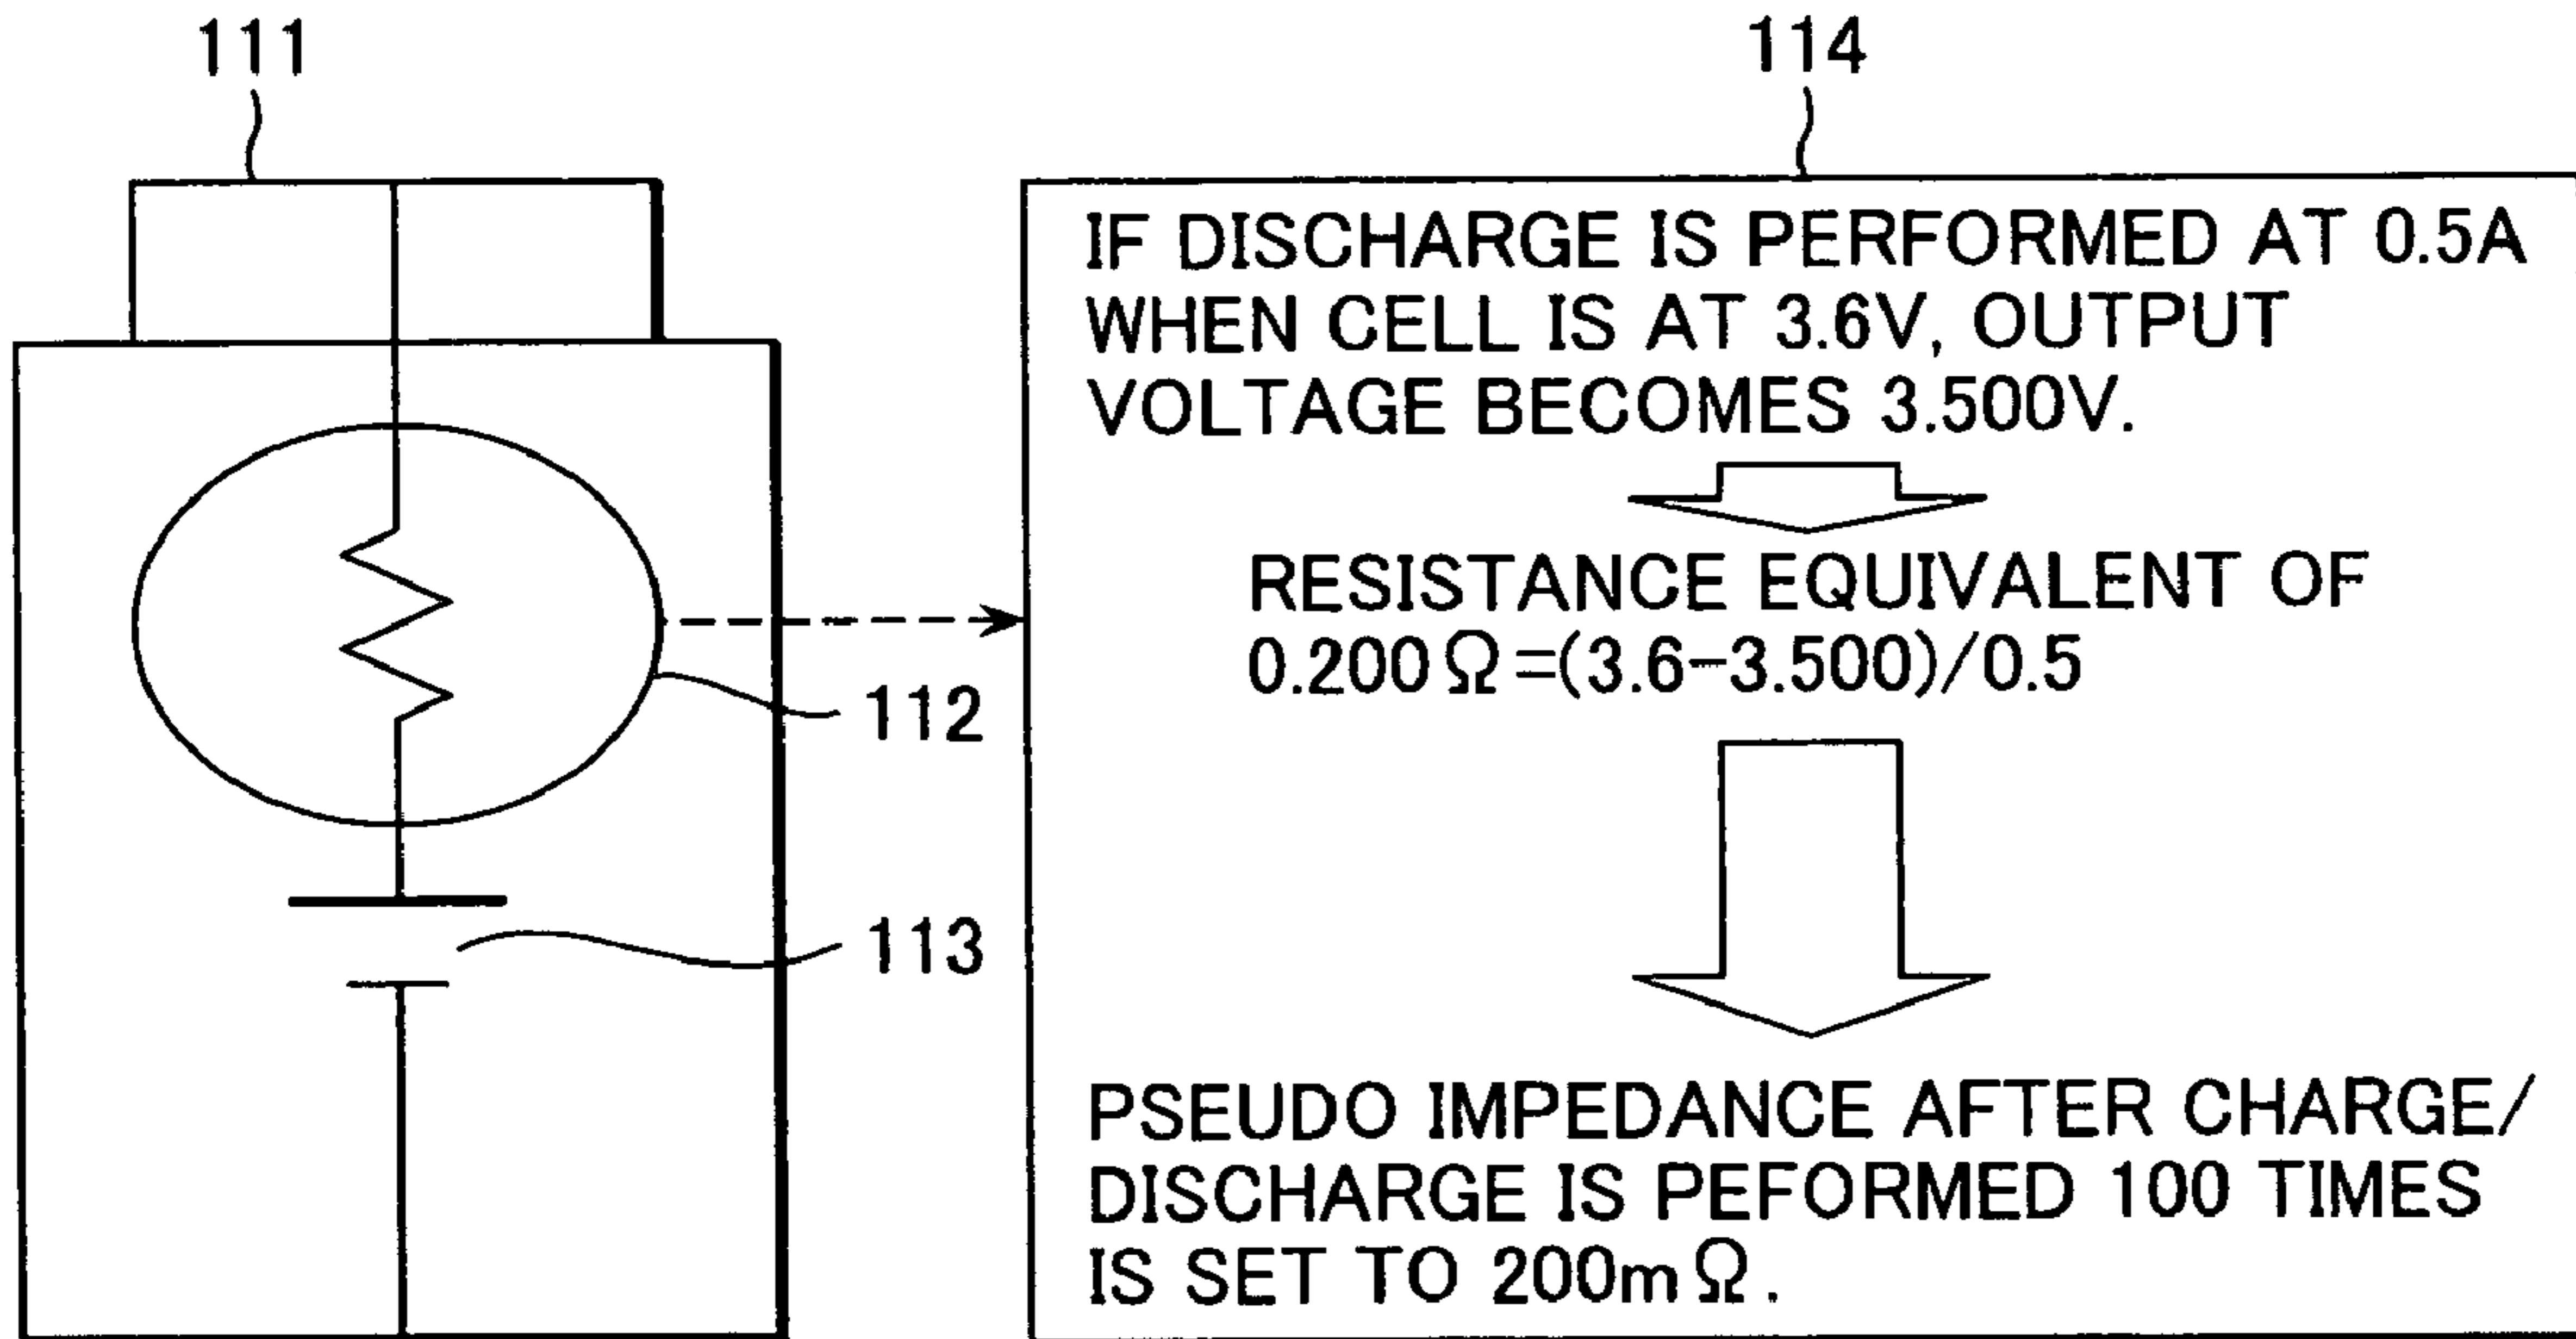 111
114
IF DISCHARGE IS PERFORMED AT 0.5A
WHEN CELL IS AT 3.6V, OUTPUT
VOLTAGE BECOMES 3.500V.
RESISTANCE EQUIVALENT OF
0.200Ω=(3.6-3.500)/0.5
112
113
PSEUDO IMPEDANCE AFTER CHARGE/
DISCHARGE IS PEFORMED 100 TIMES
IS SET TO 200mΩ.